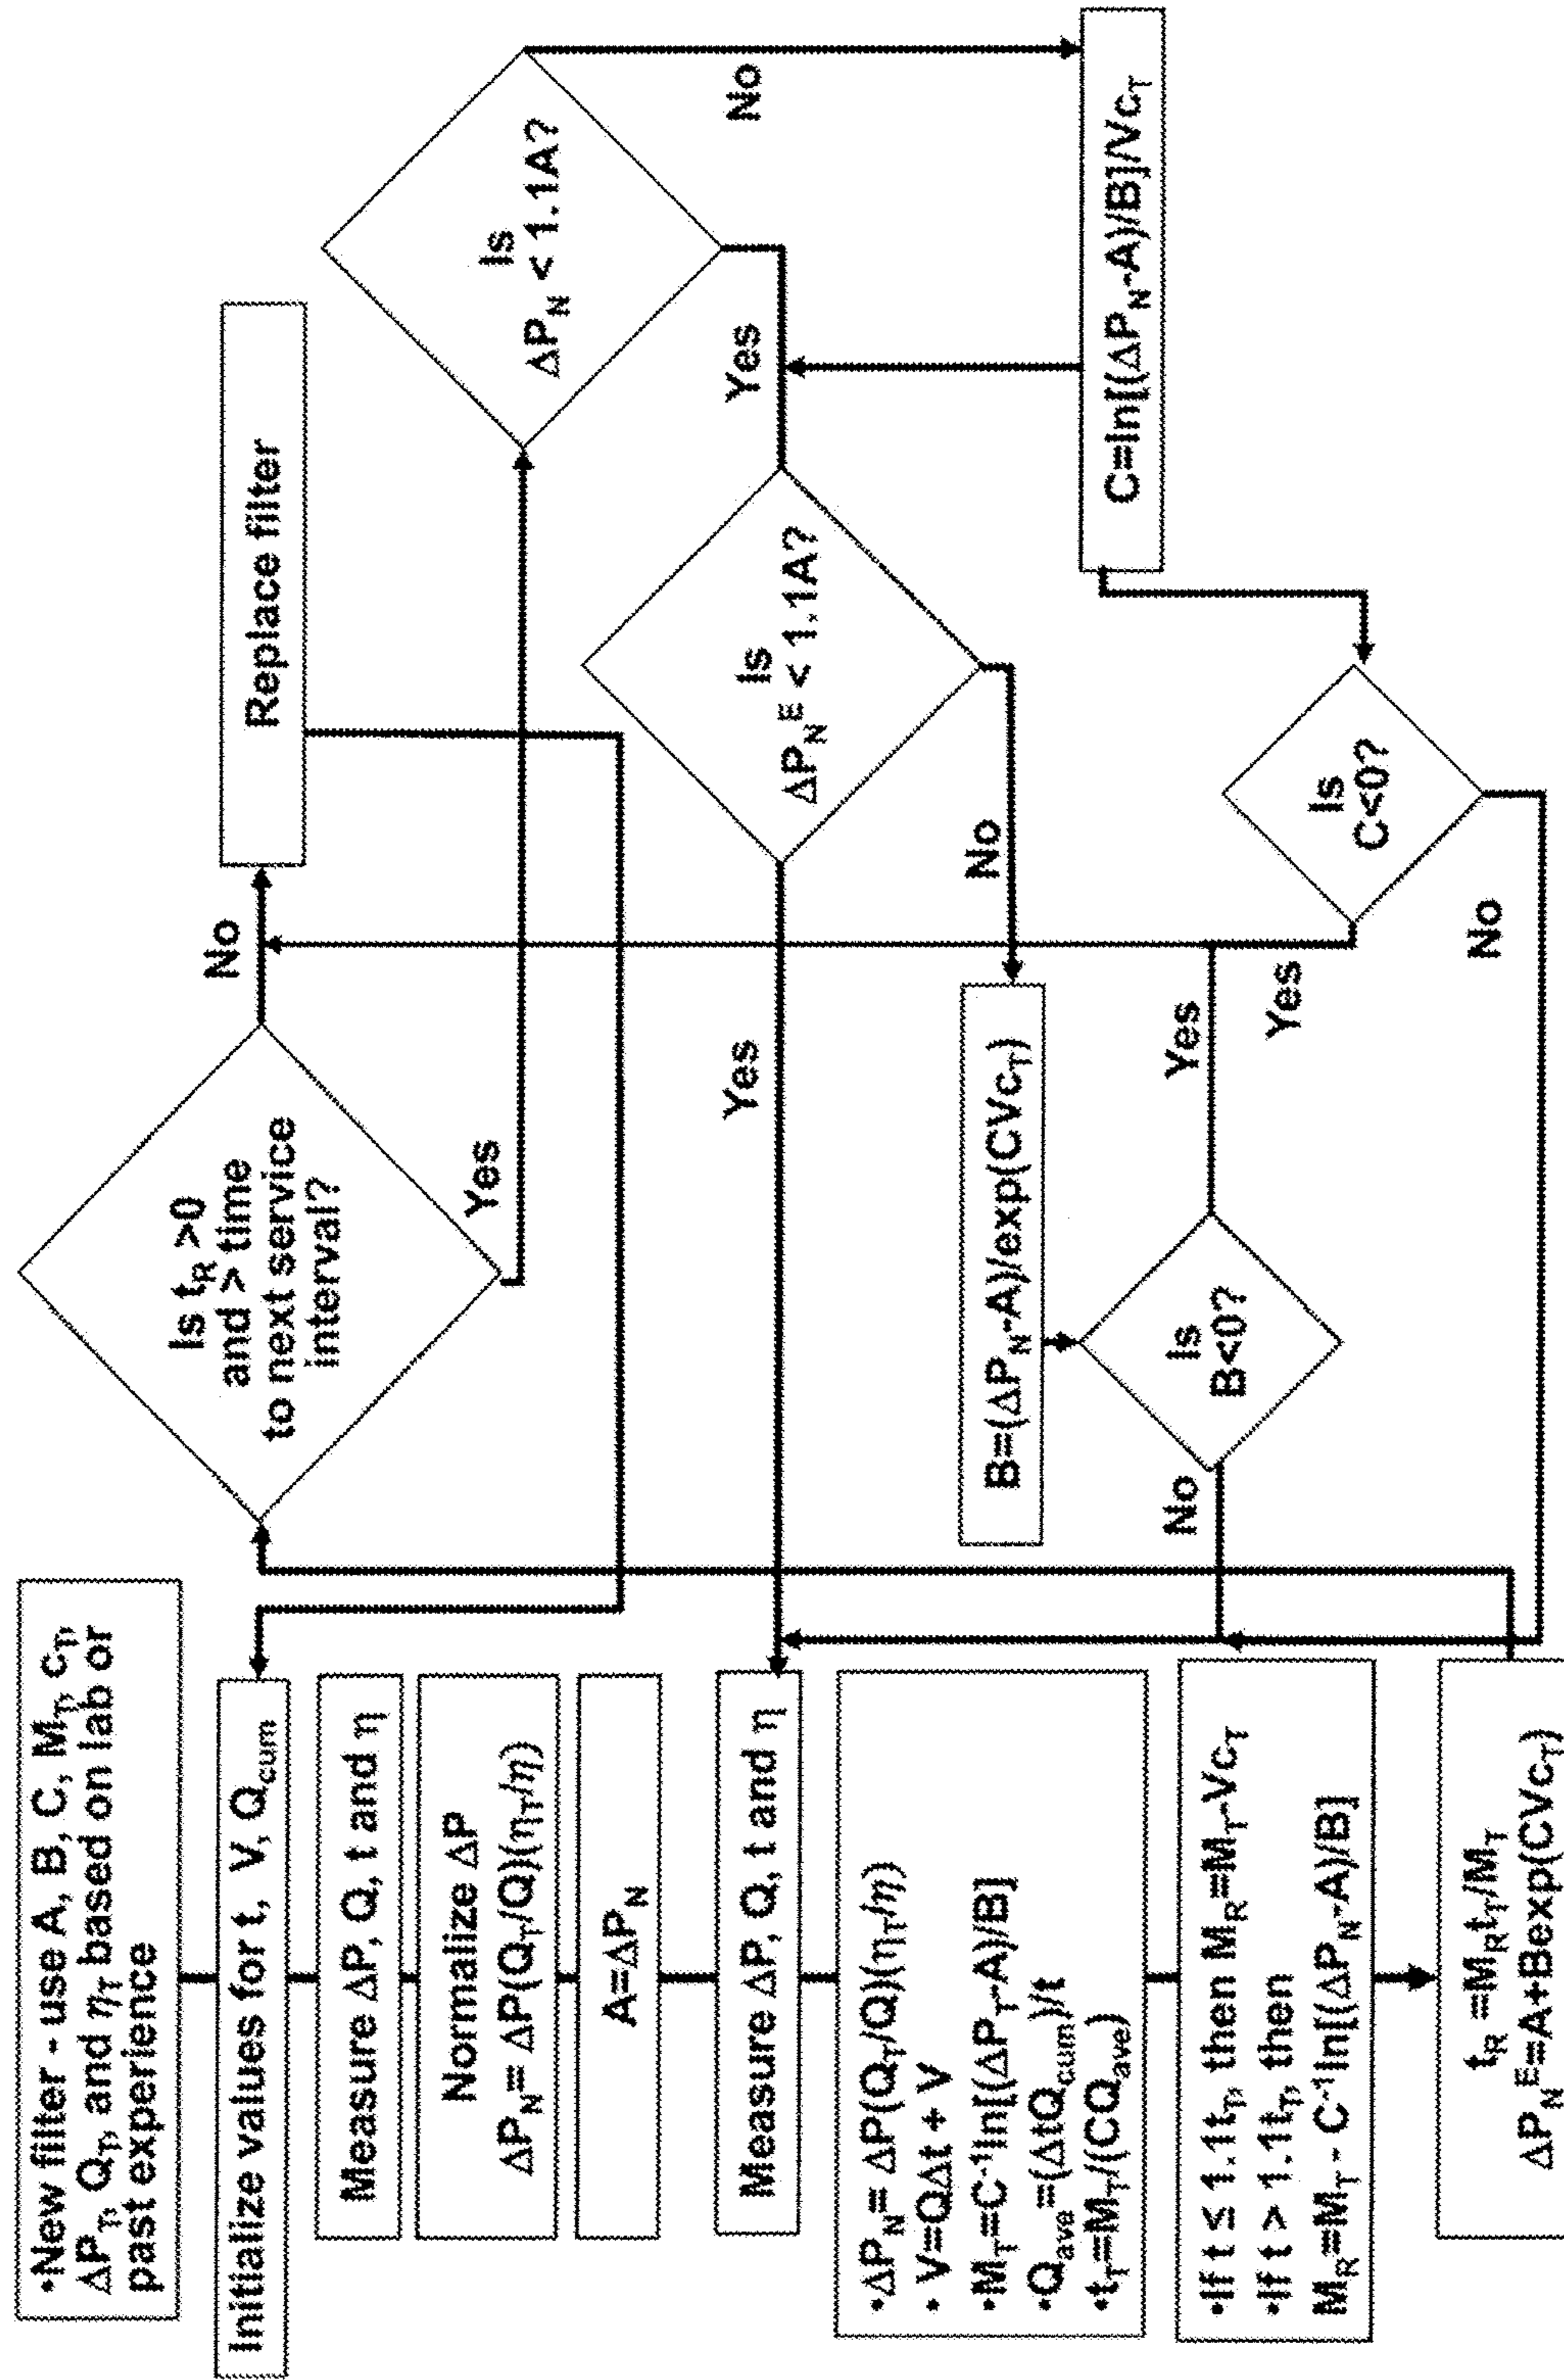 •New filter - use A, B, C, M_T, c_T,
ΔP_T, Q_T, and η_T based on lab or
past experience
Initialize values for t, V, Q_cum
Measure ΔP, Q, t and η
Normalize ΔP
ΔP_N= ΔP(Q_T/Q)(η_T/η)
A=ΔP_N
Measure ΔP, Q, t and η
•ΔP_N= ΔP(Q_T/Q)(η_T/η)
• V=QΔt + V
•M_T=C⁻¹ln[(ΔP_T-A)/B]
•Q_ave=(ΔtQ_cum)/t
•t_T=M_T/(CQ_ave)
•If t ≤ 1.1t_T, then M_R=M_T-Vc_T
•If t > 1.1t_T, then
M_R=M_T - C⁻¹ln[(ΔP_N-A)/B]
t_R=M_Rt_T/M_T
ΔP_N^E=A+Bexp(CVc_T)
Is t_R >0
and > time
to next service
interval?
No
Yes
Replace filter
Is
ΔP_N < 1.1A?
No
Yes
Is
ΔP_N^E < 1.1A?
Yes
No
B=(ΔP_N-A)/exp(CVc_T)
Is
B<0?
Yes
No
C=ln[(ΔP_N-A)/B]/Vc_T
Is
C<0?
Yes
No